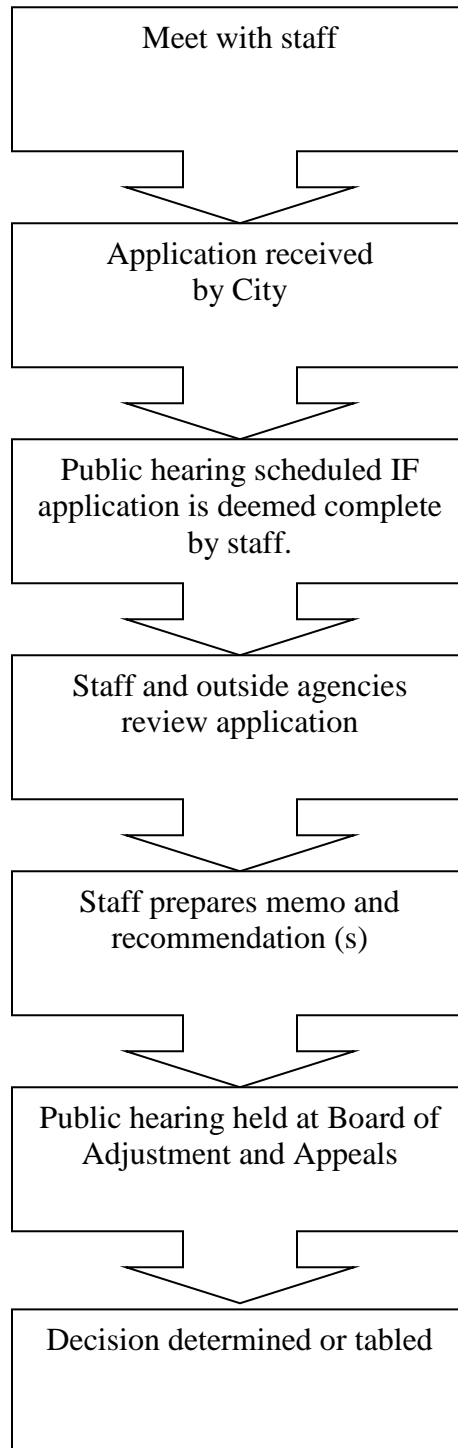 Meet with staff
Application received
by City
Public hearing scheduled IF
application is deemed complete
by staff.
Staff and outside agencies
review application
Staff prepares memo and
recommendation (s)
Public hearing held at Board of
Adjustment and Appeals
Decision determined or tabled